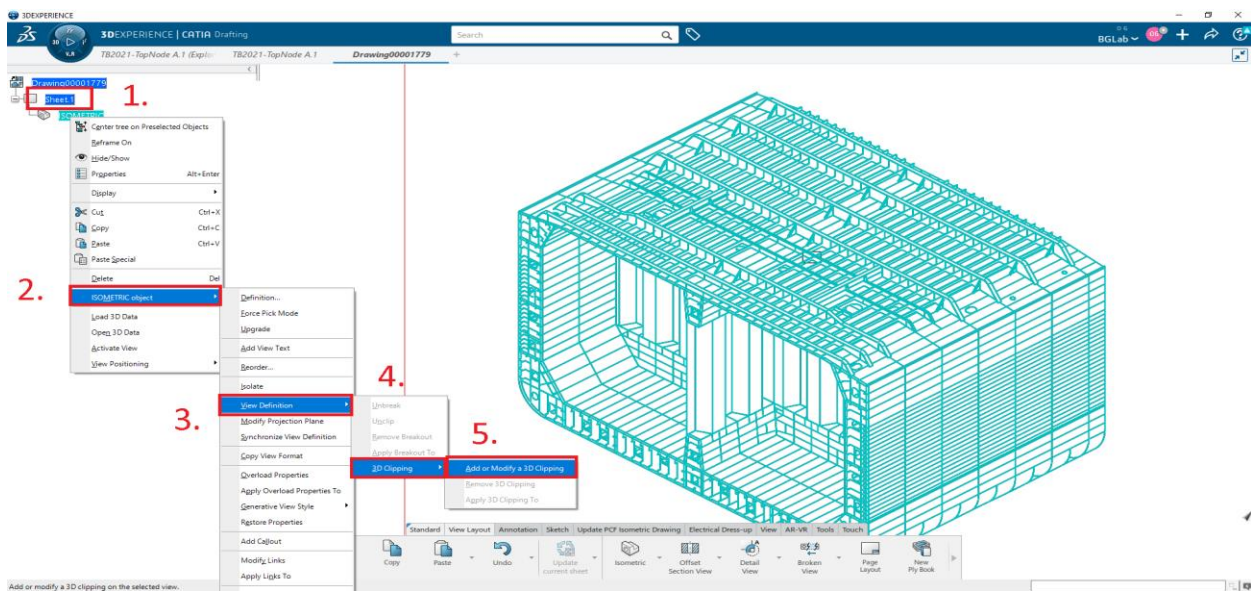 3DEXPERIENCE
3DEXPERIENCE | CATIA Drafting
Search
BGLab
OG
3D
V.R
TB2021-TopNode A.1 (Explo
TB2021-TopNode A.1
Drawing00001779
Drawing00001779
Sheet.1
1.
ISOMETRIC
Center tree on Preselected Objects
Reframe On
Hide/Show
Properties Alt+Enter
Display
Cut Ctrl+X
Copy Ctrl+C
Paste Ctrl+V
Paste Special
Delete Del
2.
ISOMETRIC object
Load 3D Data
Open 3D Data
Activate View
View Positioning
Definition...
Force Pick Mode
Upgrade
Add View Text
Reorder...
Isolate
3.
View Definition
Modify Projection Plane
Synchronize View Definition
Copy View Format
Overload Properties
Apply Overload Properties To
Generative View Style
Restore Properties
Add Callout
Modify Links
Apply Links To
4.
Unbreak
Unclip
Remove Breakout
Apply Breakout To
3D Clipping
5.
Add or Modify a 3D Clipping
Remove 3D Clipping
Apply 3D Clipping To
Standard View Layout Annotation Sketch Update PCF Isometric Drawing Electrical Dress-up View AR-VR Tools Touch
Copy
Paste
Undo
Update current sheet
Isometric
Offset Section View
Detail View
Broken View
Page Layout
New Ply Book
Add or modify a 3D clipping on the selected view.